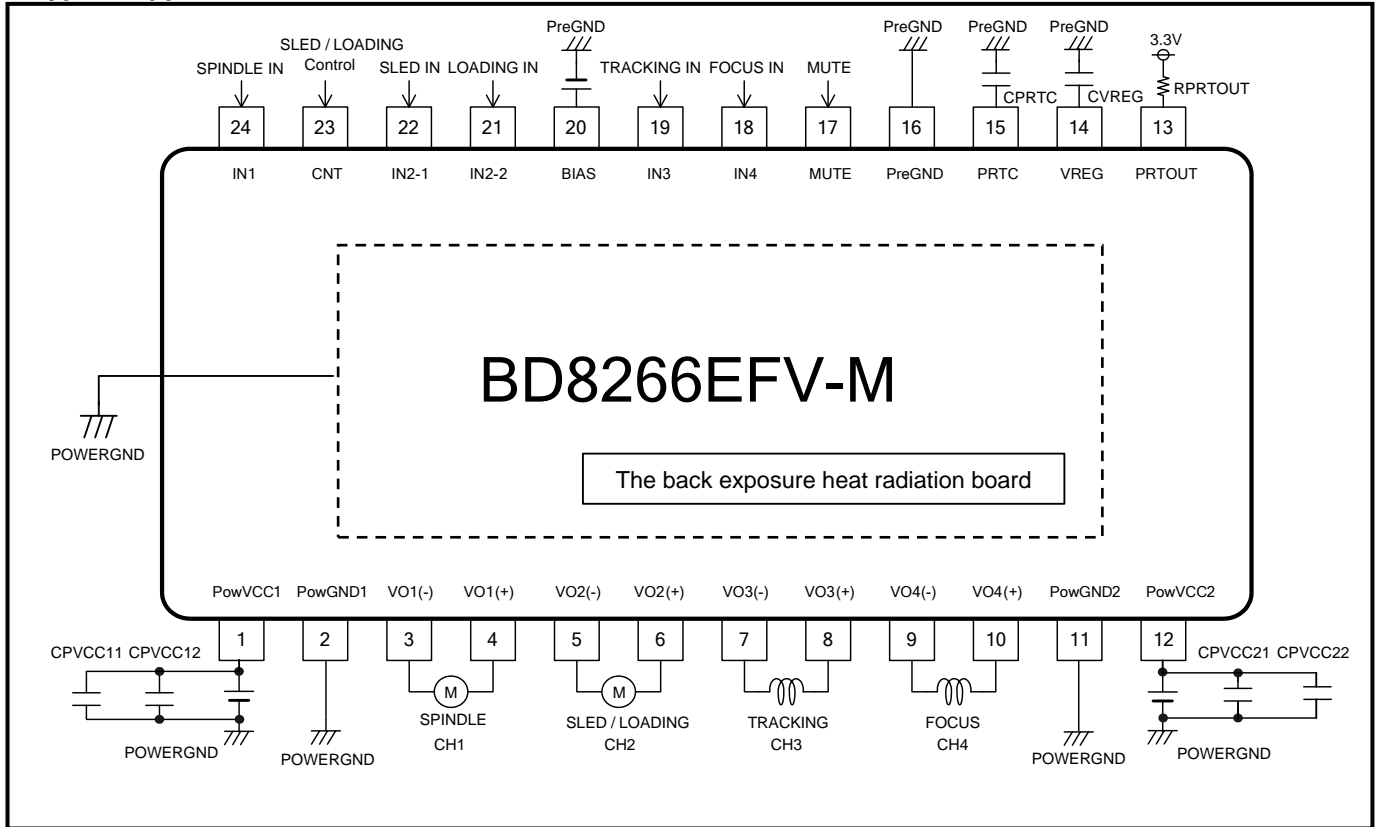 PreGND PreGND PreGND PreGND 3.3V
SLED / LOADING
Control
SPINDLE IN SLED IN LOADING IN TRACKING IN FOCUS IN MUTE
CPRTC CVREG RPRTOUT
24 23 22 21 20 19 18 17 16 15 14 13
IN1 CNT IN2-1 IN2-2 BIAS IN3 IN4 MUTE PreGND PRTC VREG PRTOUT
BD8266EFV-M
POWERGND
The back exposure heat radiation board
PowVCC1 PowGND1 VO1(-) VO1(+) VO2(-) VO2(+) VO3(-) VO3(+) VO4(-) VO4(+) PowGND2 PowVCC2
1 2 3 4 5 6 7 8 9 10 11 12
CPVCC11 CPVCC12 CPVCC21 CPVCC22
M M
SPINDLE SLED / LOADING TRACKING FOCUS
CH1 CH2 CH3 CH4
POWERGND POWERGND POWERGND POWERGND